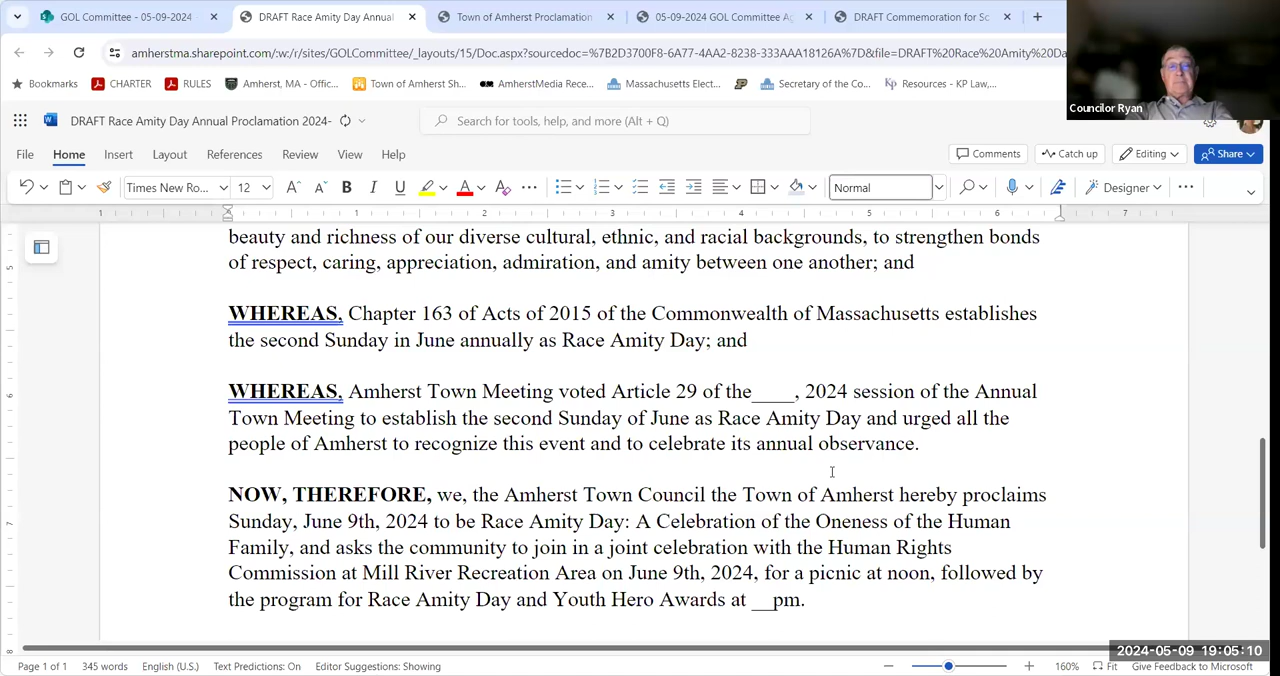 GOL Committee - 05-09-2024
DRAFT Race Amity Day Annual
Town of Amherst Proclamation
05-09-2024 GOL Committee Ag
DRAFT Commemoration for Sc
amherstma.sharepoint.com/:w:/r/sites/GOLCommittee/_layouts/15/Doc.aspx?sourcedoc=%7B2D3700F8-6A77-4AA2-8238-333AAA18126A%7D&file=DRAFT%20Race%20Amity%20Da
Bookmarks
CHARTER
RULES
Amherst, MA - Offic...
Town of Amherst Sh...
AmherstMedia Rece...
Massachusetts Elect...
Secretary of the Co...
Resources - KP Law,...
Councilor Ryan
DRAFT Race Amity Day Annual Proclamation 2024-
Search for tools, help, and more (Alt + Q)
File
Home
Insert
Layout
References
Review
View
Help
Comments
Catch up
Editing
Share
Times New Ro...
12
Normal
Designer
1
2
3
4
5
6
7
beauty and richness of our diverse cultural, ethnic, and racial backgrounds, to strengthen bonds
of respect, caring, appreciation, admiration, and amity between one another; and
WHEREAS, Chapter 163 of Acts of 2015 of the Commonwealth of Massachusetts establishes
the second Sunday in June annually as Race Amity Day; and
WHEREAS, Amherst Town Meeting voted Article 29 of the____, 2024 session of the Annual
Town Meeting to establish the second Sunday of June as Race Amity Day and urged all the
people of Amherst to recognize this event and to celebrate its annual observance.
NOW, THEREFORE, we, the Amherst Town Council the Town of Amherst hereby proclaims
Sunday, June 9th, 2024 to be Race Amity Day: A Celebration of the Oneness of the Human
Family, and asks the community to join in a joint celebration with the Human Rights
Commission at Mill River Recreation Area on June 9th, 2024, for a picnic at noon, followed by
the program for Race Amity Day and Youth Hero Awards at __pm.
2024-05-09 19:05:10
Page 1 of 1
345 words
English (U.S.)
Text Predictions: On
Editor Suggestions: Showing
160%
Fit
Give Feedback to Microsoft